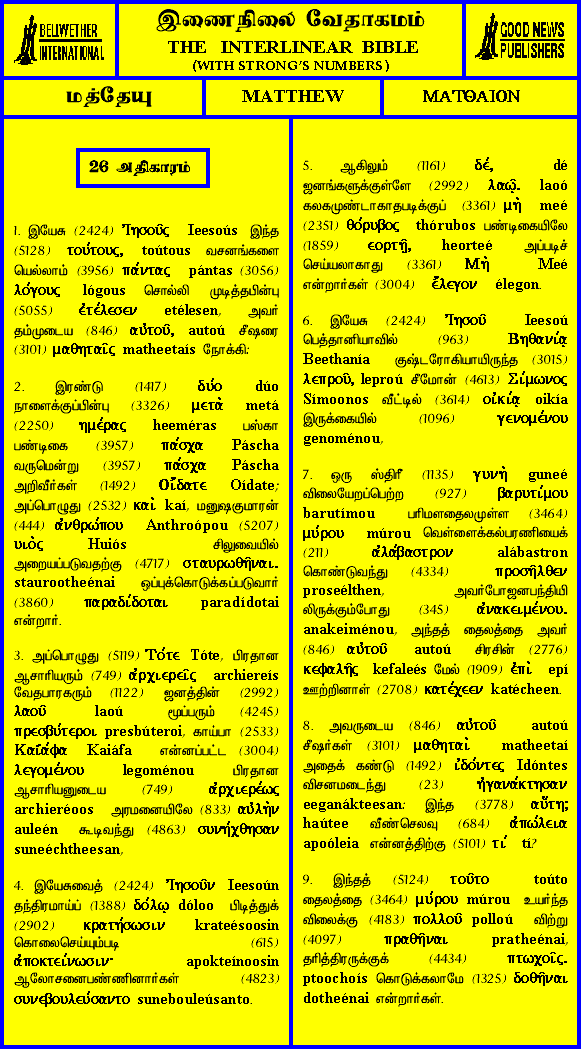 BELLWETHER
INTERNATIONAL
இணைநிலை வேதாகமம்
THE INTERLINEAR BIBLE
(WITH STRONG'S NUMBERS)
GOOD NEWS
PUBLISHERS
மத்தேயு
MATTHEW
ΜΑΤΘΑΙΟΝ
26 அதிகாரம்
1. இயேசு (2424) Ἰησοῦς Ieesoús இந்த
(5128) τούτους, toútous வசனங்களை
யெல்லாம் (3956) πάντας pántas (3056)
λόγους lógous சொல்லி முடித்தபின்பு
(5055) ἐτέλεσεν etélesen, அவர்
தம்முடைய (846) αὐτοῦ, autoú சீஷரை
(3101) μαθηταῖς matheetaís நோக்கி:
2. இரண்டு (1417) δύο dúo
நாளைக்குப்பின்பு (3326) μετὰ metá
(2250) ημέρας heeméras பஸ்கா
பண்டிகை (3957) πάσχα Páscha
வருமென்று (3957) πάσχα Páscha
அறிவீர்கள் (1492) Οἴδατε Oídate;
அப்பொழுது (2532) καὶ kaí, மனுஷகுமாரன்
(444) ἀνθρώπου Anthroópou (5207)
υιὸς Huiós சிலுவையில்
அறையப்படுவதற்கு (4717) σταυρωθῆναι.
staurootheénai ஒப்புக்கொடுக்கப்படுவார்
(3860) παραδίδοται paradídotai
என்றார்.
3. அப்பொழுது (5119) Τότε Tóte, பிரதான
ஆசாரியரும் (749) ἀρχιερεῖς archiereís
வேதபாரகரும் (1122) ஜனத்தின் (2992)
λαοῦ laoú மூப்பரும் (4245)
πρεσβύτεροι presbúteroi, காய்பா (2533)
Καϊάφα Kaiáfa என்னப்பட்ட (3004)
λεγομένου legoménou பிரதான
ஆசாரியனுடைய (749) ἀρχιερέως
archieréoos அரமனையிலே (833) αυλὴν
auleén கூடிவந்து (4863) συνήχθησαν
suneéchtheesan,
4. இயேசுவைத் (2424) Ἰησοῦν Ieesoún
தந்திரமாய்ப் (1388) δόλῳ dóloo பிடித்துக்
(2902) κρατήσωσιν krateésoosin
கொலைசெய்யும்படி (615)
ἀποκτείνωσιν· apokteínoosin
ஆலோசனைபண்ணினார்கள் (4823)
συνεβουλεύσαντο sunebouleúsanto.
5. ஆகிலும் (1161) δέ, dé
ஜனங்களுக்குள்ளே (2992) λαῳ. laoó
கலகமுண்டாகாதபடிக்குப் (3361) μὴ meé
(2351) θόρυβος thórubos பண்டிகையிலே
(1859) εορτῇ, heorteé அப்படிச்
செய்யலாகாது (3361) Μὴ Meé
என்றார்கள் (3004) ἔλεγον élegon.
6. இயேசு (2424) Ἰησοῦ Ieesoú
பெத்தானியாவில் (963) Βηθανίᾳ
Beethanía குஷ்டரோகியாயிருந்த (3015)
λεπροῦ, leproú சீமோன் (4613) Σίμωνος
Símoonos வீட்டில் (3614) οἰκίᾳ oikía
இருக்கையில் (1096) γενομένου
genoménou,
7. ஒரு ஸ்திரீ (1135) γυνὴ guneé
விலையேறப்பெற்ற (927) βαρυτίμου
barutímou பரிமளதைலமுள்ள (3464)
μύρου múrou வெள்ளைக்கல்பரணியைக்
(211) ἀλάβαστρον alábastron
கொண்டுவந்து (4334) προσῆλθεν
proseélthen, அவர்போஜனபந்தியி
லிருக்கும்போது (345) ἀνακειμένου.
anakeiménou, அந்தத் தைலத்தை அவர்
(846) αὐτοῦ autoú சிரசின் (2776)
κεφαλῆς kefaleés மேல் (1909) ἐπὶ epí
ஊற்றினாள் (2708) κατέχεεν katécheen.
8. அவருடைய (846) αὐτοῦ autoú
சீஷர்கள் (3101) μαθηταὶ matheetaí
அதைக் கண்டு (1492) ἰδόντες Idóntes
விசனமடைந்து (23) ἠγανάκτησαν
eeganákteesan: இந்த (3778) αὕτη;
haútee வீண்செலவு (684) ἀπώλεια
apoóleia என்னத்திற்கு (5101) τί tí?
9. இந்தத் (5124) τοῦτο toúto
தைலத்தை (3464) μύρου múrou உயர்ந்த
விலைக்கு (4183) πολλοῦ polloú விற்று
(4097) πραθῆναι pratheénai,
தரித்திரருக்குக் (4434) πτωχοῖς.
ptoochoís கொடுக்கலாமே (1325) δοθῆναι
dotheénai என்றார்கள்.